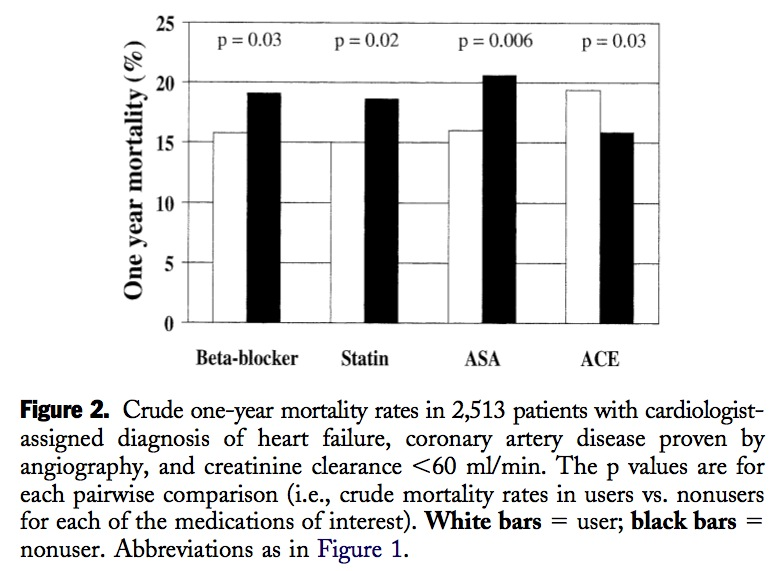 25
p = 0.03 p = 0.02 p = 0.006 p = 0.03
20
15
10
5
0
One year mortality (%)
Beta-blocker Statin ASA ACE
Figure 2. Crude one-year mortality rates in 2,513 patients with cardiologist-
assigned diagnosis of heart failure, coronary artery disease proven by
angiography, and creatinine clearance <60 ml/min. The p values are for
each pairwise comparison (i.e., crude mortality rates in users vs. nonusers
for each of the medications of interest). White bars = user; black bars =
nonuser. Abbreviations as in Figure 1.